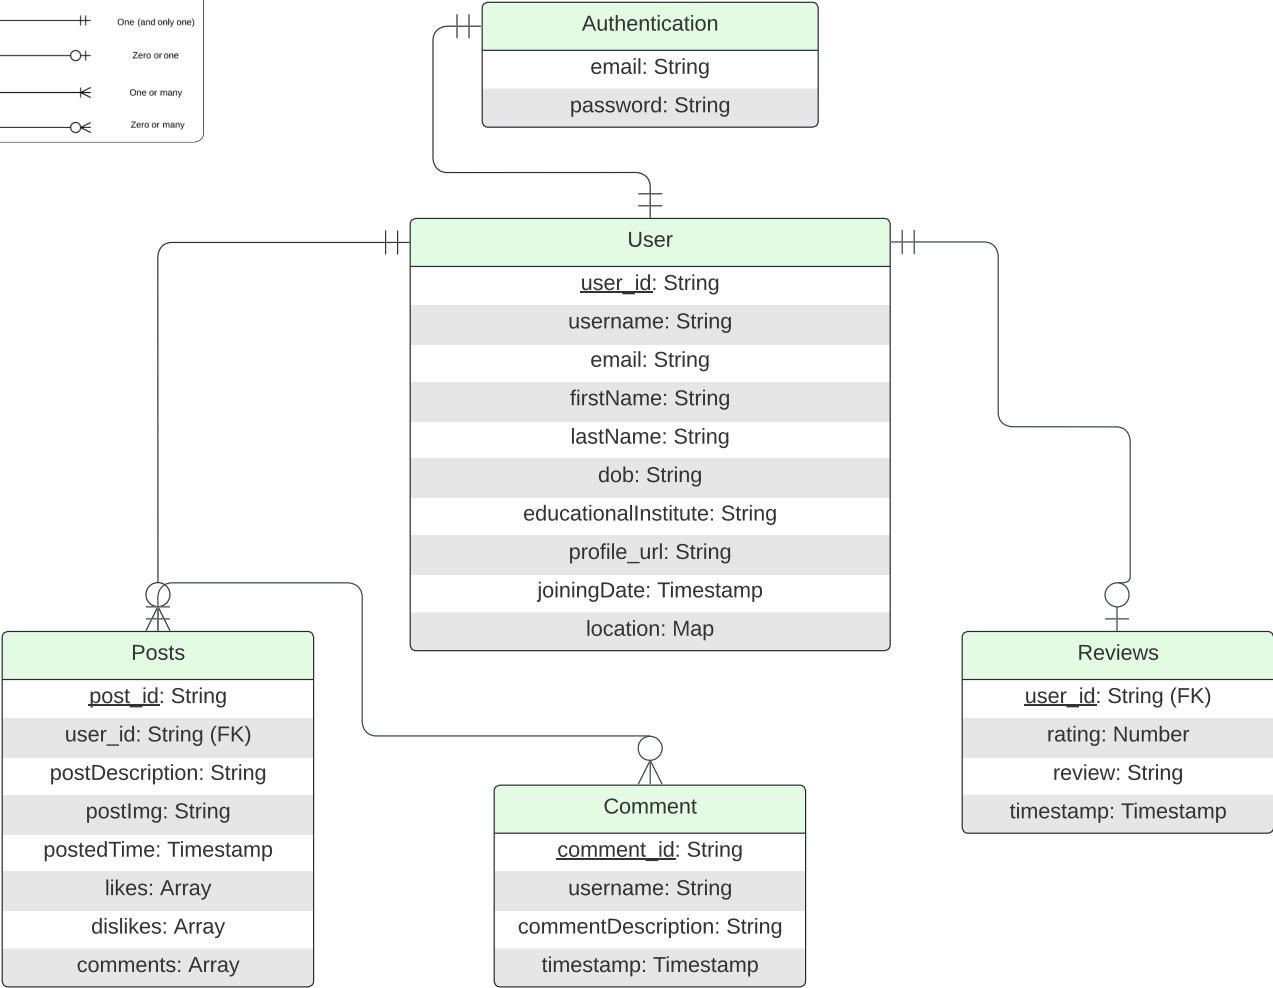 One (and only one)
Zero or one
One or many
Zero or many
Authentication
email: String
password: String
User
user_id: String
username: String
email: String
firstName: String
lastName: String
dob: String
educationalInstitute: String
profile_url: String
joiningDate: Timestamp
location: Map
Posts
post_id: String
user_id: String (FK)
postDescription: String
postImg: String
postedTime: Timestamp
likes: Array
dislikes: Array
comments: Array
Comment
comment_id: String
username: String
commentDescription: String
timestamp: Timestamp
Reviews
user_id: String (FK)
rating: Number
review: String
timestamp: Timestamp